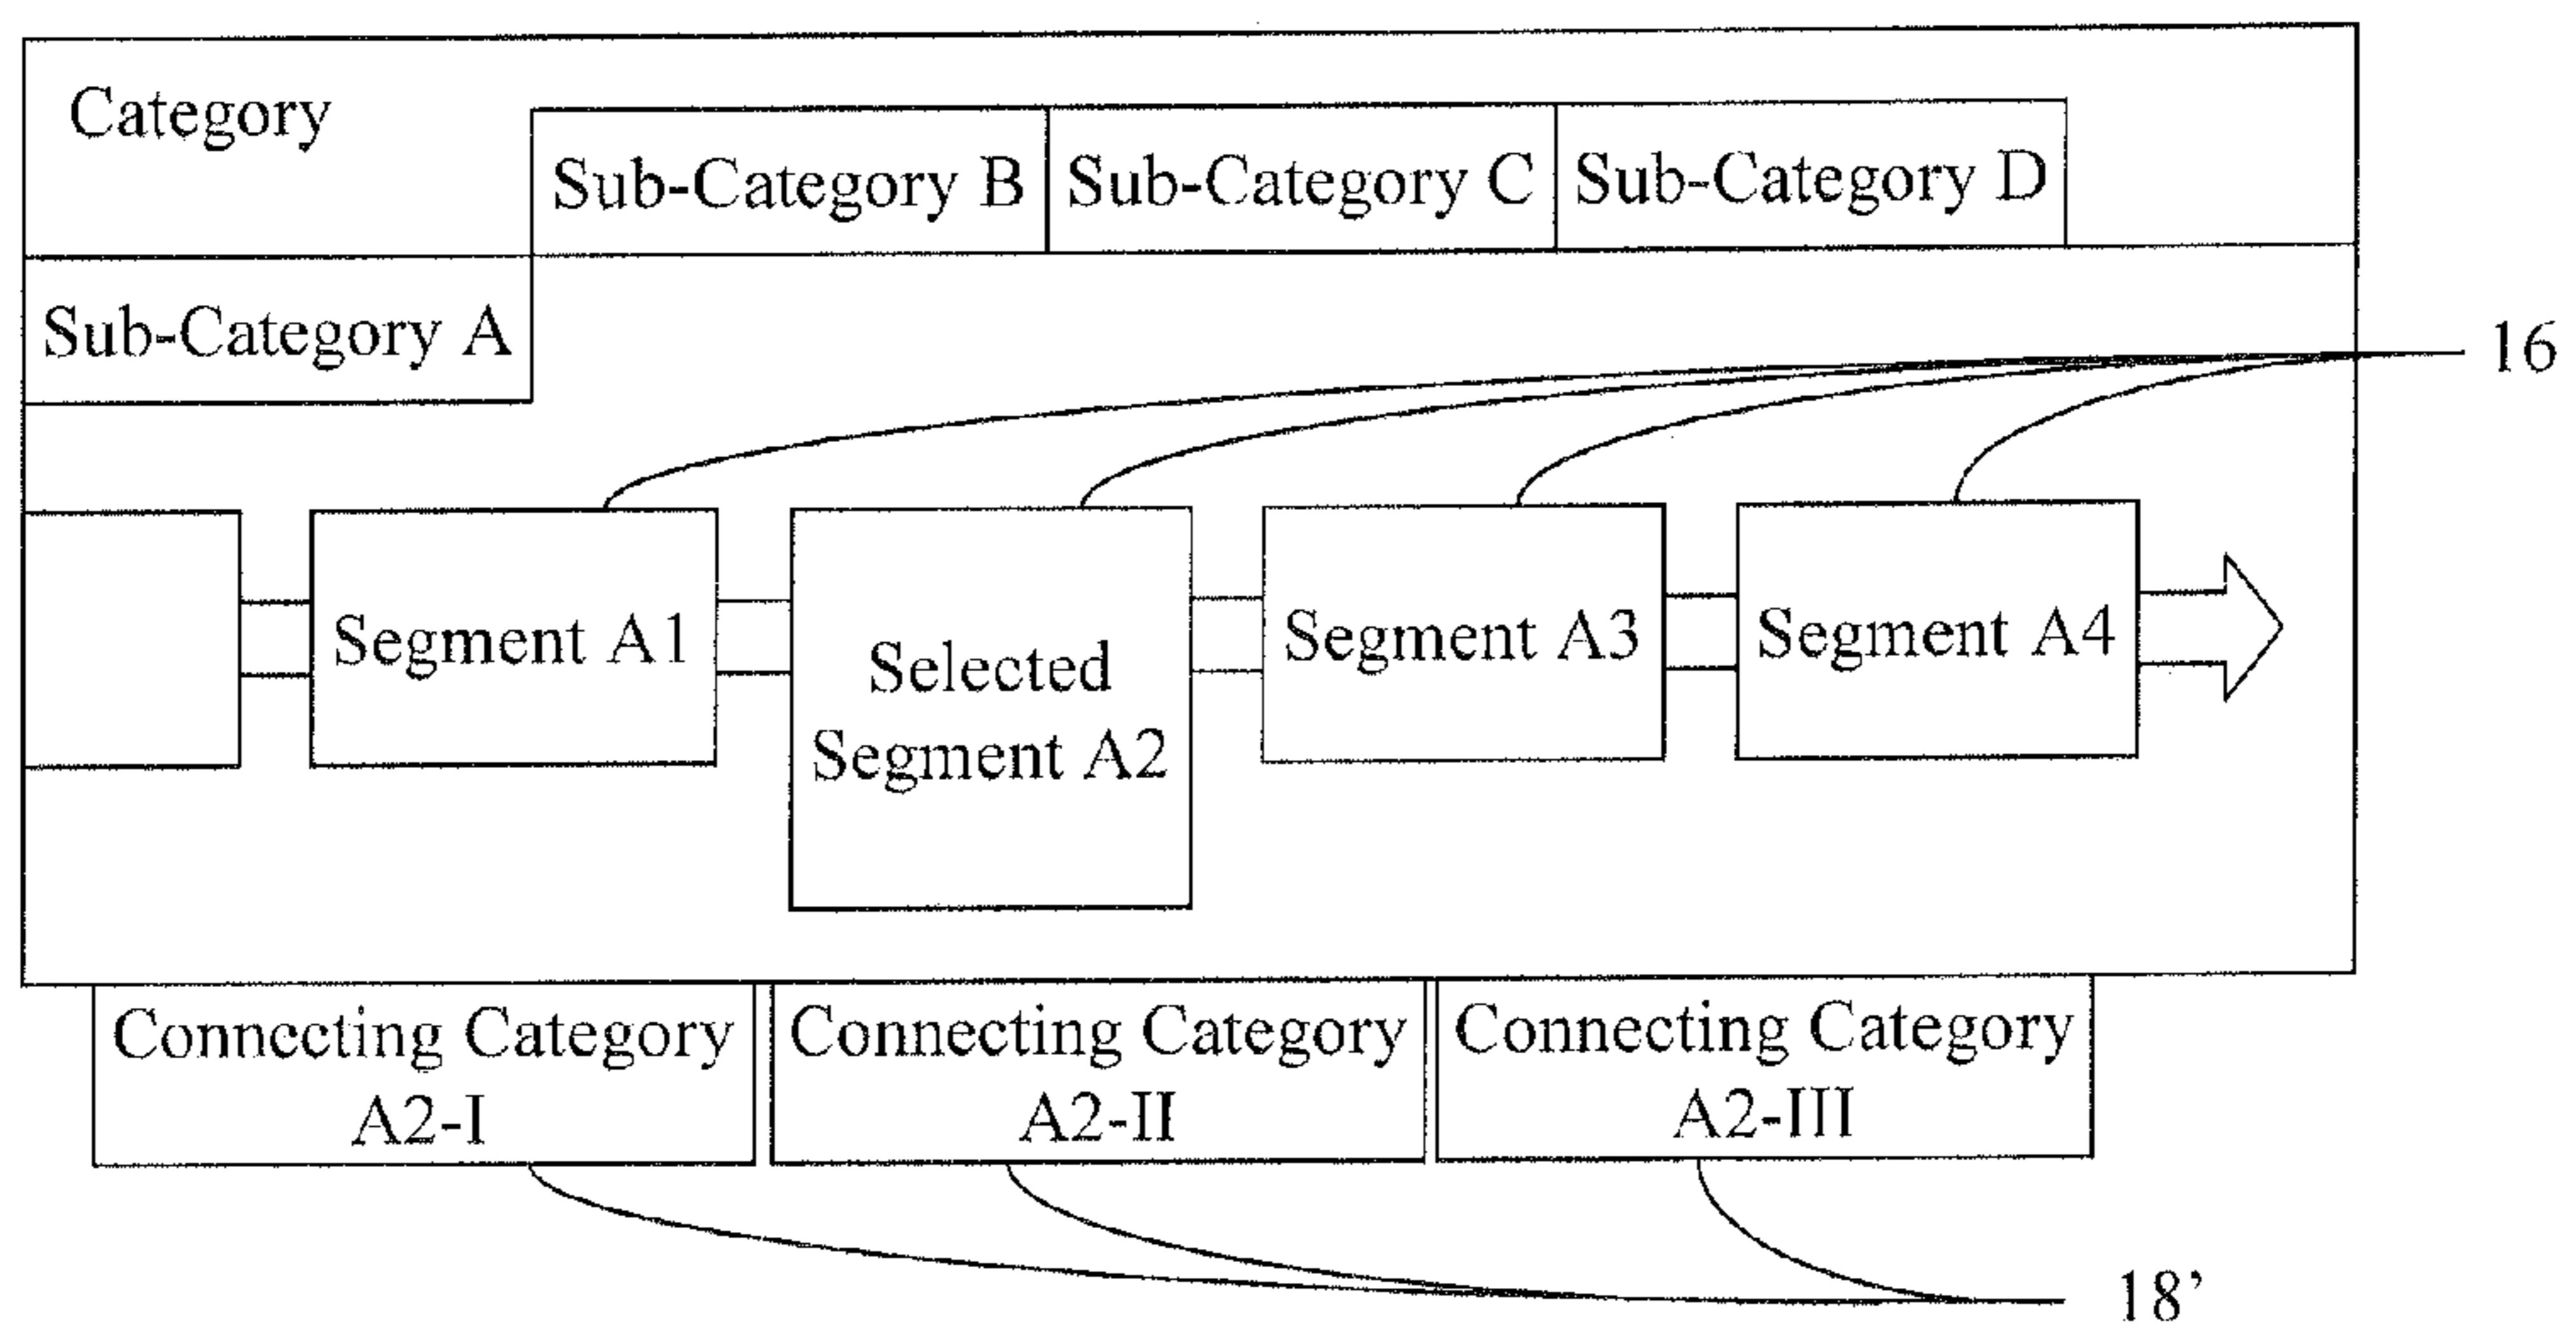 Category
Sub-Category B
Sub-Category C
Sub-Category D
Sub-Category A
16
Segment A1
Selected
Segment A2
Segment A3
Segment A4
Connecting Category
A2-I
Connecting Category
A2-II
Connecting Category
A2-III
18’